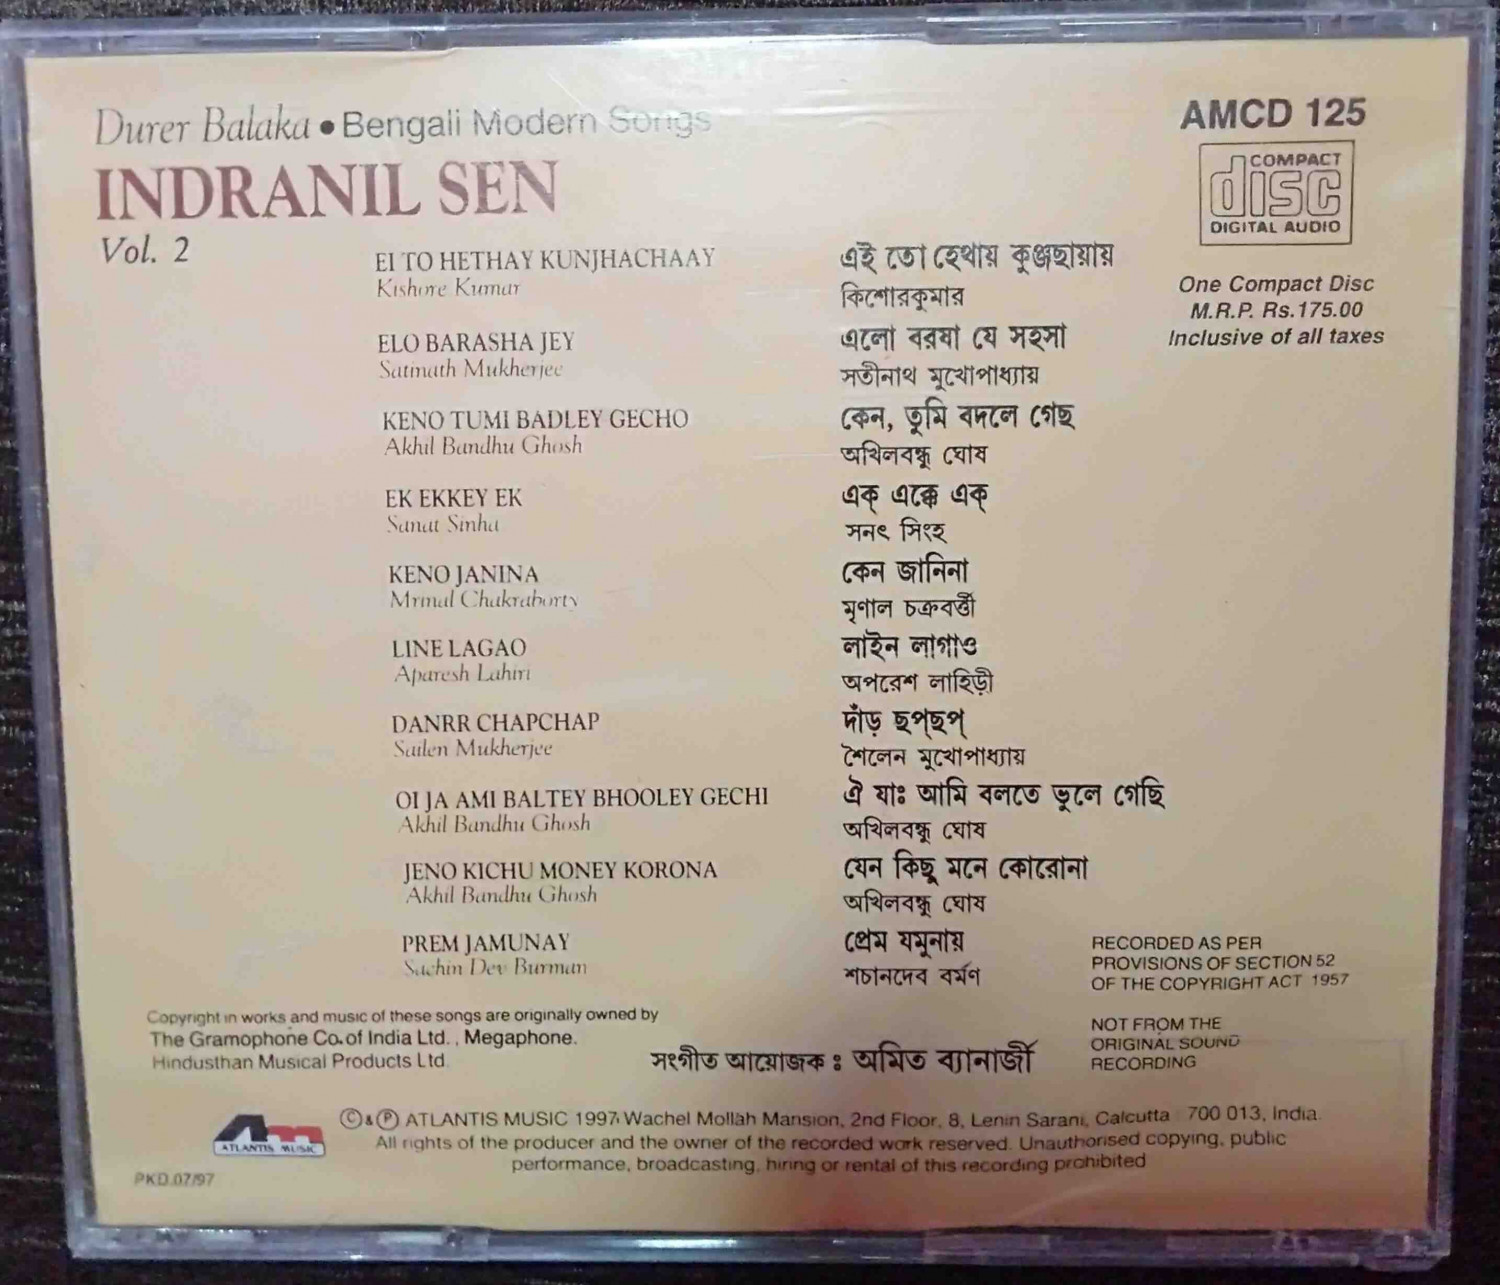 Durer Balaka • Bengali Modern Songs
INDRANIL SEN
Vol. 2
AMCD 125
COMPACT
disc
DIGITAL AUDIO
One Compact Disc
M.R.P. Rs.175.00
Inclusive of all taxes
EI TO HETHAY KUNJHACHAAY
Kishore Kumar
ELO BARASHA JEY
Satinath Mukherjee
KENO TUMI BADLEY GECHO
Akhil Bandhu Ghosh
EK EKKEY EK
Sanat Sinha
KENO JANINA
Mrinal Chakraborty
LINE LAGAO
Aparesh Lahiri
DANRR CHAPCHAP
Sailen Mukherjee
OI JA AMI BALTEY BHOOLEY GECHI
Akhil Bandhu Ghosh
JENO KICHU MONEY KORONA
Akhil Bandhu Ghosh
PREM JAMUNAY
Sachin Dev Burman
এই তো হেথায় কুঞ্জছায়ায়
কিশোরকুমার
এলো বরষা যে সহসা
সতীনাথ মুখোপাধ্যায়
কেন, তুমি বদলে গেছ
অখিলবন্ধু ঘোষ
এক্ এক্কে এক্
সনৎ সিংহ
কেন জানিনা
মৃণাল চক্রবর্ত্তী
লাইন লাগাও
অপরেশ লাহিড়ী
দাঁড় ছপ্ছপ্
শৈলেন মুখোপাধ্যায়
ঐ যাঃ আমি বলতে ভুলে গেছি
অখিলবন্ধু ঘোষ
যেন কিছু মনে কোরোনা
অখিলবন্ধু ঘোষ
প্রেম যমুনায়
শচীনদেব বর্মণ
RECORDED AS PER
PROVISIONS OF SECTION 52
OF THE COPYRIGHT ACT 1957
NOT FROM THE
ORIGINAL SOUND
RECORDING
Copyright in works and music of these songs are originally owned by
The Gramophone Co. of India Ltd., Megaphone.
Hindusthan Musical Products Ltd.
সংগীত আয়োজক : অমিত ব্যানার্জী
ATLANTIS MUSIC
© & ℗ ATLANTIS MUSIC 1997, Wachel Mollah Mansion, 2nd Floor, 8, Lenin Sarani, Calcutta 700 013, India.
All rights of the producer and the owner of the recorded work reserved. Unauthorised copying, public
performance, broadcasting, hiring or rental of this recording prohibited
PKD.07/97